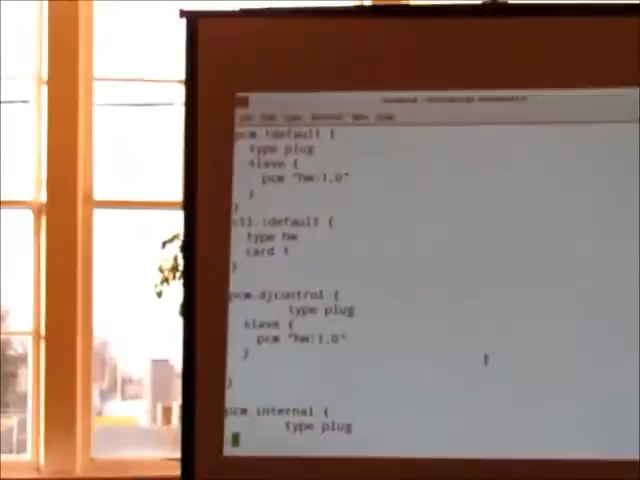 pcm.!default {
type plug
slave {
pcm "hw:1,0"
}
}
ctl.!default {
type hw
card 1
}
pcm.djcontrol {
type plug
slave {
pcm "hw:1,0"
}
}
pcm.internal {
type plug